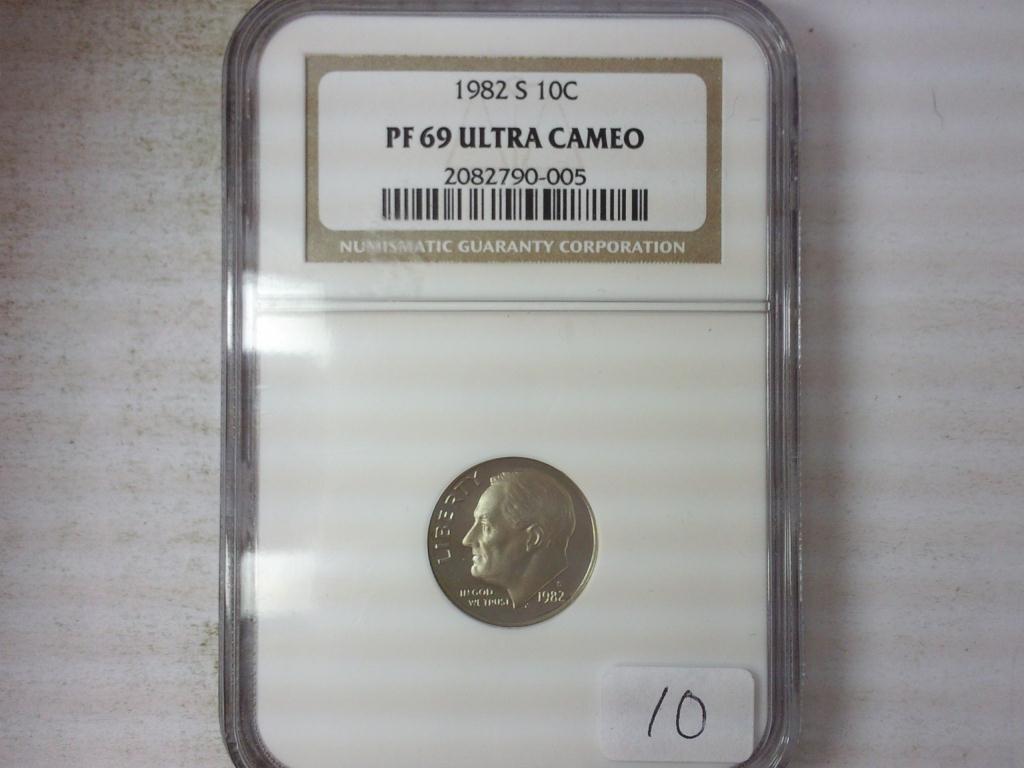 1982 S 10C
PF 69 ULTRA CAMEO
2082790-005
NUMISMATIC GUARANTY CORPORATION
LIBERTY
IN GOD
WE TRUST
S
1982
10